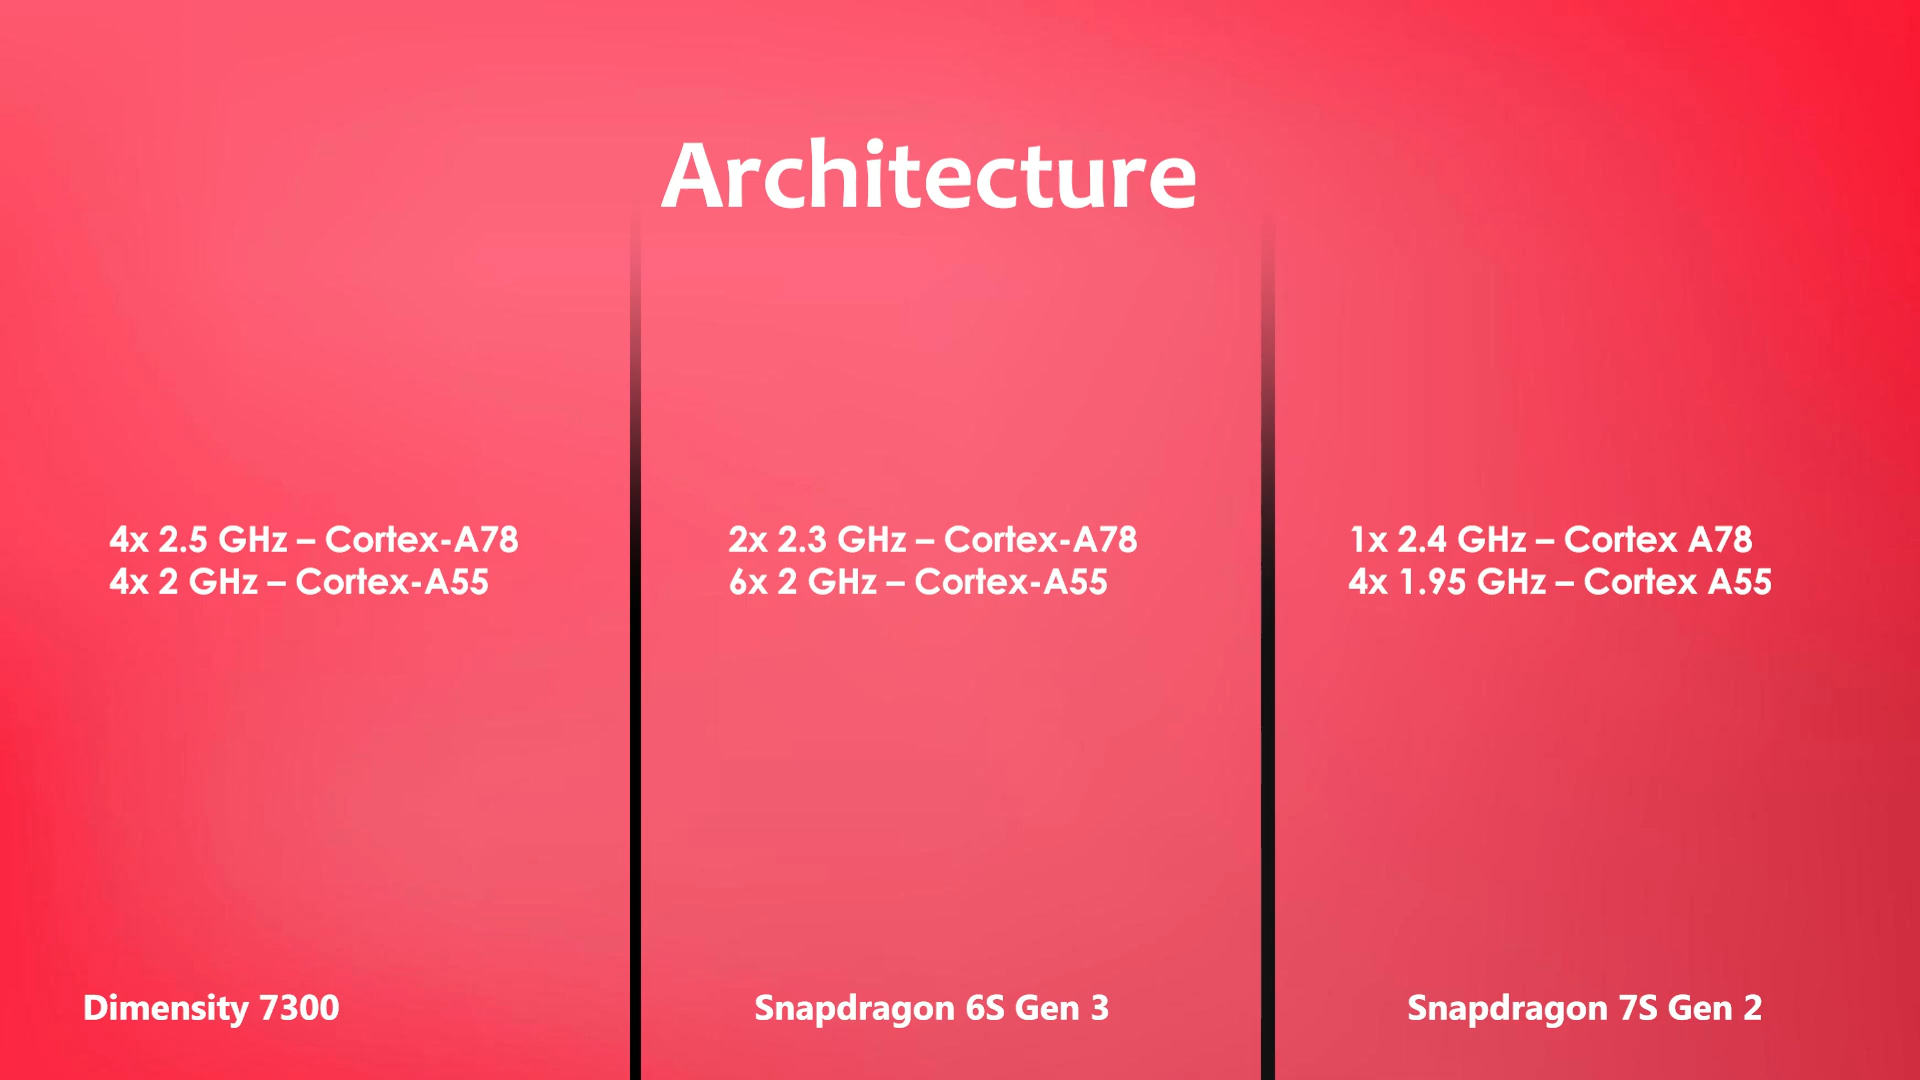 Architecture
4x 2.5 GHz – Cortex-A78
4x 2 GHz – Cortex-A55
2x 2.3 GHz – Cortex-A78
6x 2 GHz – Cortex-A55
1x 2.4 GHz – Cortex A78
4x 1.95 GHz – Cortex A55
Dimensity 7300
Snapdragon 6S Gen 3
Snapdragon 7S Gen 2